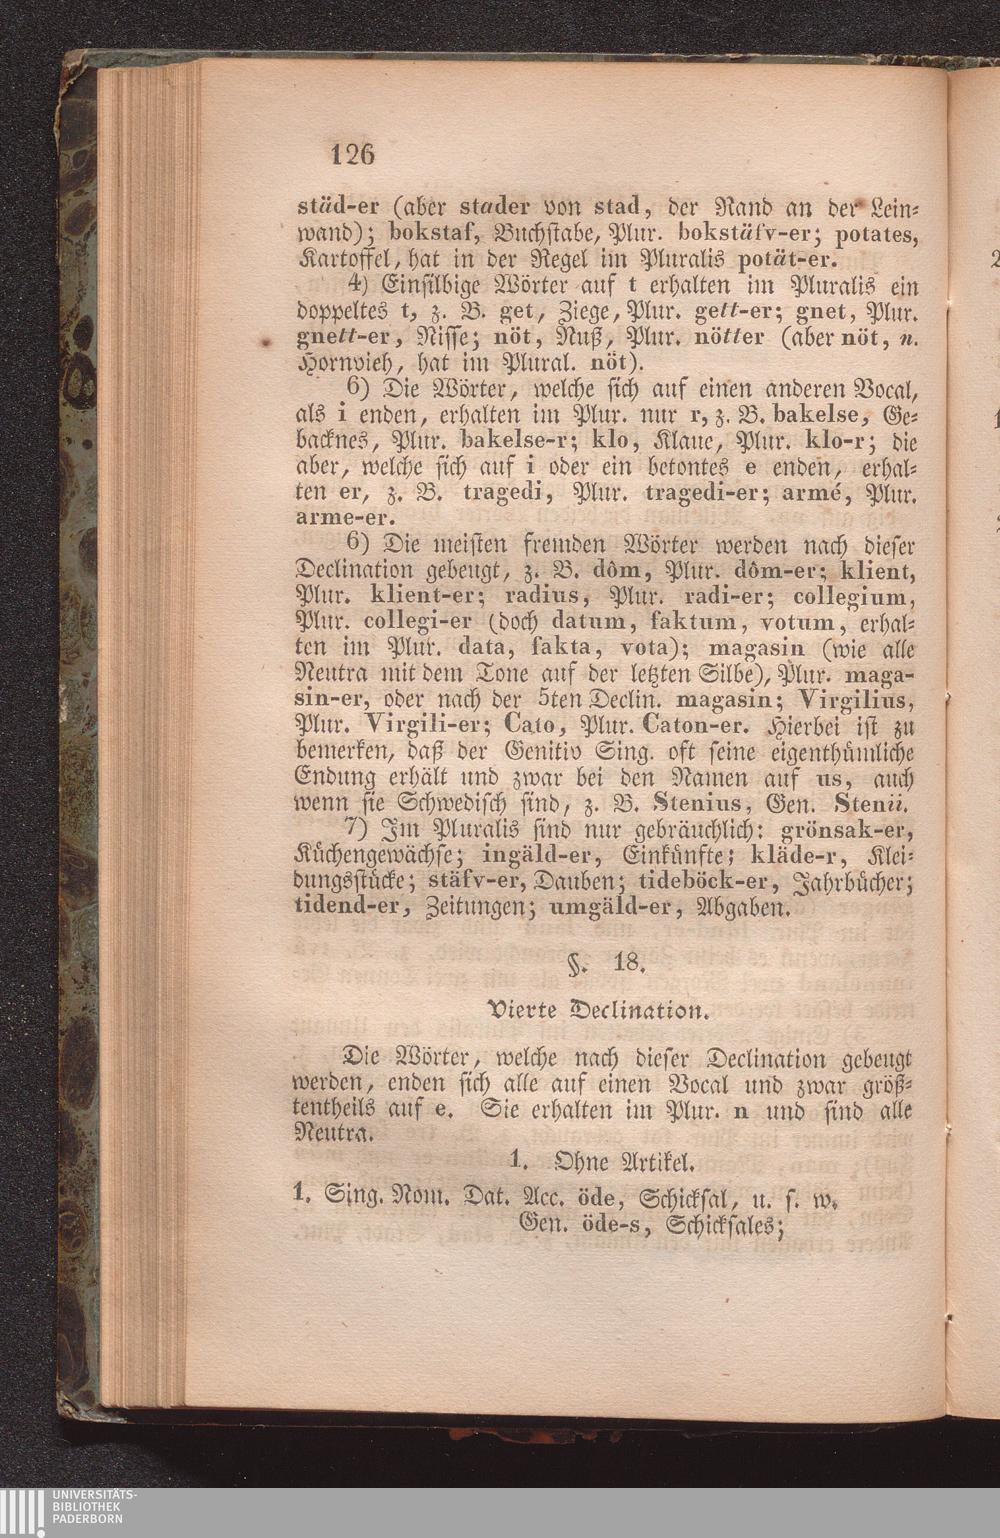 126
städ-er (aber stader von stad, der Rand an der Lein-
wand); bokstaf, Buchstabe, Plur. bokstäfv-er; potates,
Kartoffel, hat in der Regel im Pluralis potät-er.
4) Einsilbige Wörter auf t erhalten im Pluralis ein
doppeltes t, z. B. get, Ziege, Plur. gett-er; gnet, Plur.
gnett-er, Nisse; nöt, Nuß, Plur. nötter (aber nöt, n.
Hornvieh, hat im Plural. nöt).
6) Die Wörter, welche sich auf einen anderen Vocal,
als i enden, erhalten im Plur. nur r, z. B. bakelse, Ge-
backnes, Plur. bakelse-r; klo, Klaue, Plur. klo-r; die
aber, welche sich auf i oder ein betontes e enden, erhal-
ten er, z. B. tragedi, Plur. tragedi-er; armé, Plur.
arme-er.
6) Die meisten fremden Wörter werden nach dieser
Declination gebeugt, z. B. dôm, Plur. dôm-er; klient,
Plur. klient-er; radius, Plur. radi-er; collegium,
Plur. collegi-er (doch datum, faktum, votum, erhal-
ten im Plur. data, fakta, vota); magasin (wie alle
Neutra mit dem Tone auf der letzten Silbe), Plur. maga-
sin-er, oder nach der 5ten Declin. magasin; Virgilius,
Plur. Virgili-er; Cato, Plur. Caton-er. Hierbei ist zu
bemerken, daß der Genitiv Sing. oft seine eigenthümliche
Endung erhält und zwar bei den Namen auf us, auch
wenn sie Schwedisch sind, z. B. Stenius, Gen. Stenii.
7) Im Pluralis sind nur gebräuchlich: grönsak-er,
Küchengewächse; ingäld-er, Einkünfte; kläde-r, Klei-
dungsstücke; stäfv-er, Dauben; tideböck-er, Jahrbücher;
tidend-er, Zeitungen; umgäld-er, Abgaben.
§. 18.
Vierte Declination.
Die Wörter, welche nach dieser Declination gebeugt
werden, enden sich alle auf einen Vocal und zwar größ-
tentheils auf e. Sie erhalten im Plur. n und sind alle
Neutra.
1. Ohne Artikel.
1. Sing. Nom. Dat. Acc. öde, Schicksal, u. s. w.
Gen. öde-s, Schicksales;
UNIVERSITÄTS-
BIBLIOTHEK
PADERBORN